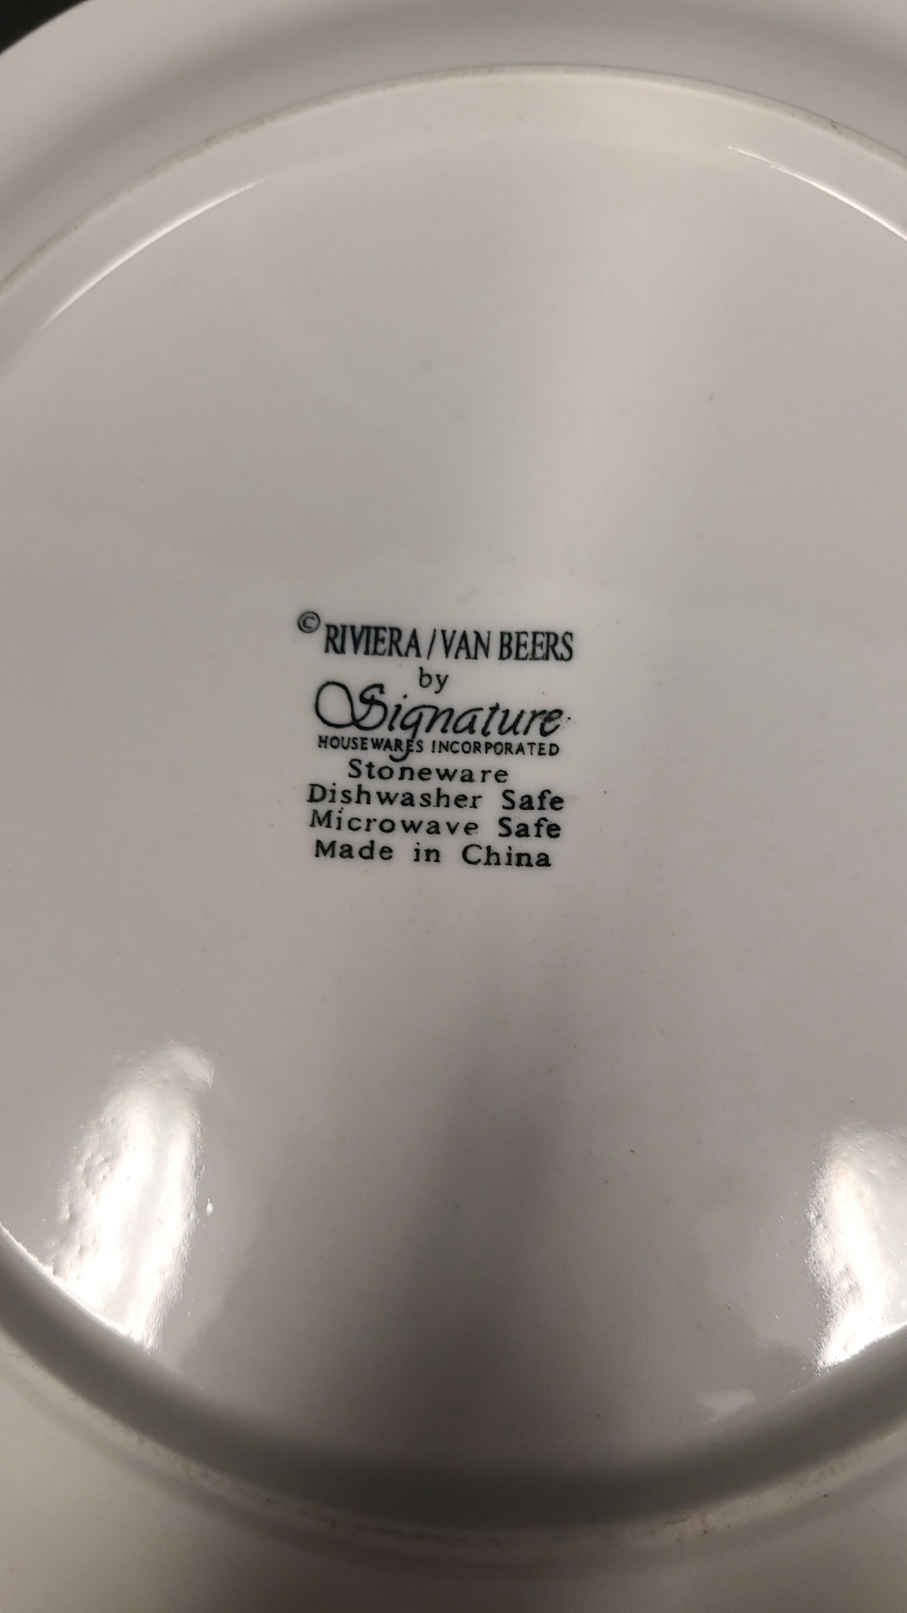 © RIVIERA / VAN BEERS
by
Signature
HOUSEWARES INCORPORATED
Stoneware
Dishwasher Safe
Microwave Safe
Made in China